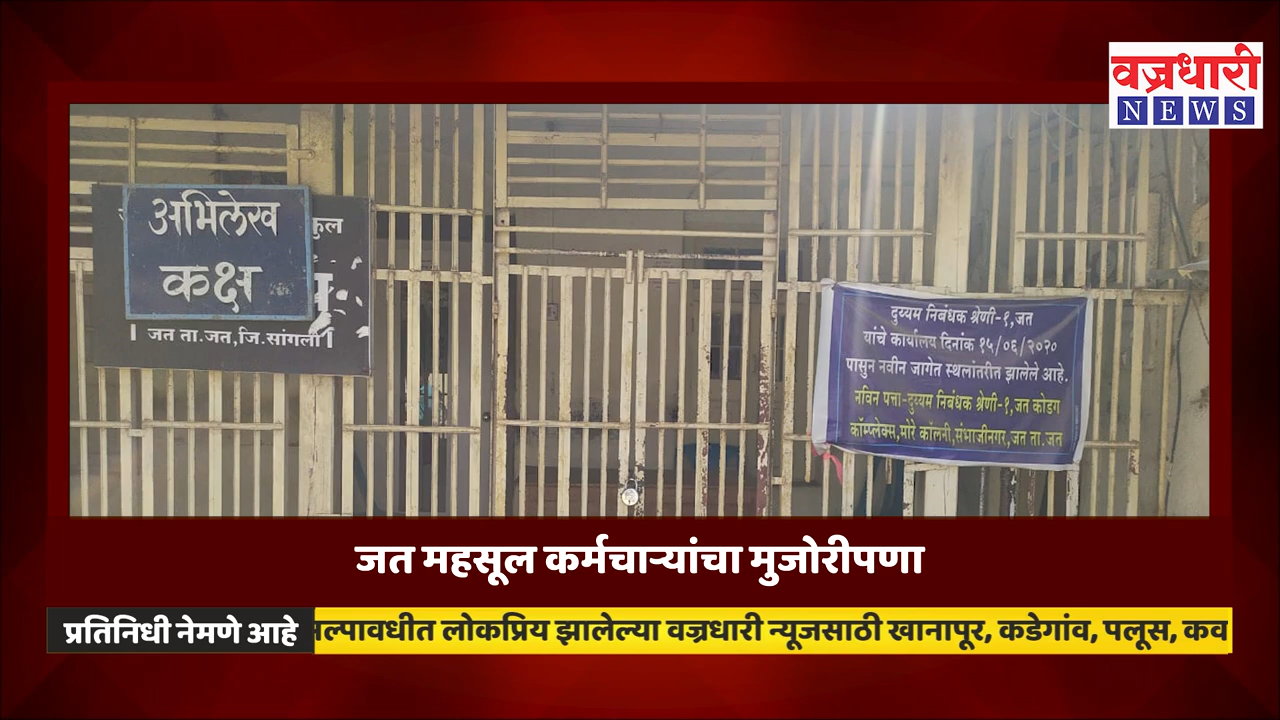 वज्रधारी
NEWS
अभिलेख
कक्ष
कुल
जत ता.जत,जि.सांगली
दुय्यम निबंधक श्रेणी-१,जत
यांचे कार्यालय दिनांक १५/०६/२०२०
पासुन नवीन जागेत स्थलांतरीत झालेले आहे.
नविन पत्ता-दुय्यम निबंधक श्रेणी-१,जत कोडग
कॉम्प्लेक्स,मोरे कॉलनी,संभाजीनगर,जत ता.जत
जत महसूल कर्मचाऱ्यांचा मुजोरीपणा
प्रतिनिधी नेमणे आहे
ल्पावधीत लोकप्रिय झालेल्या वज्रधारी न्यूजसाठी खानापूर, कडेगांव, पलूस, कव